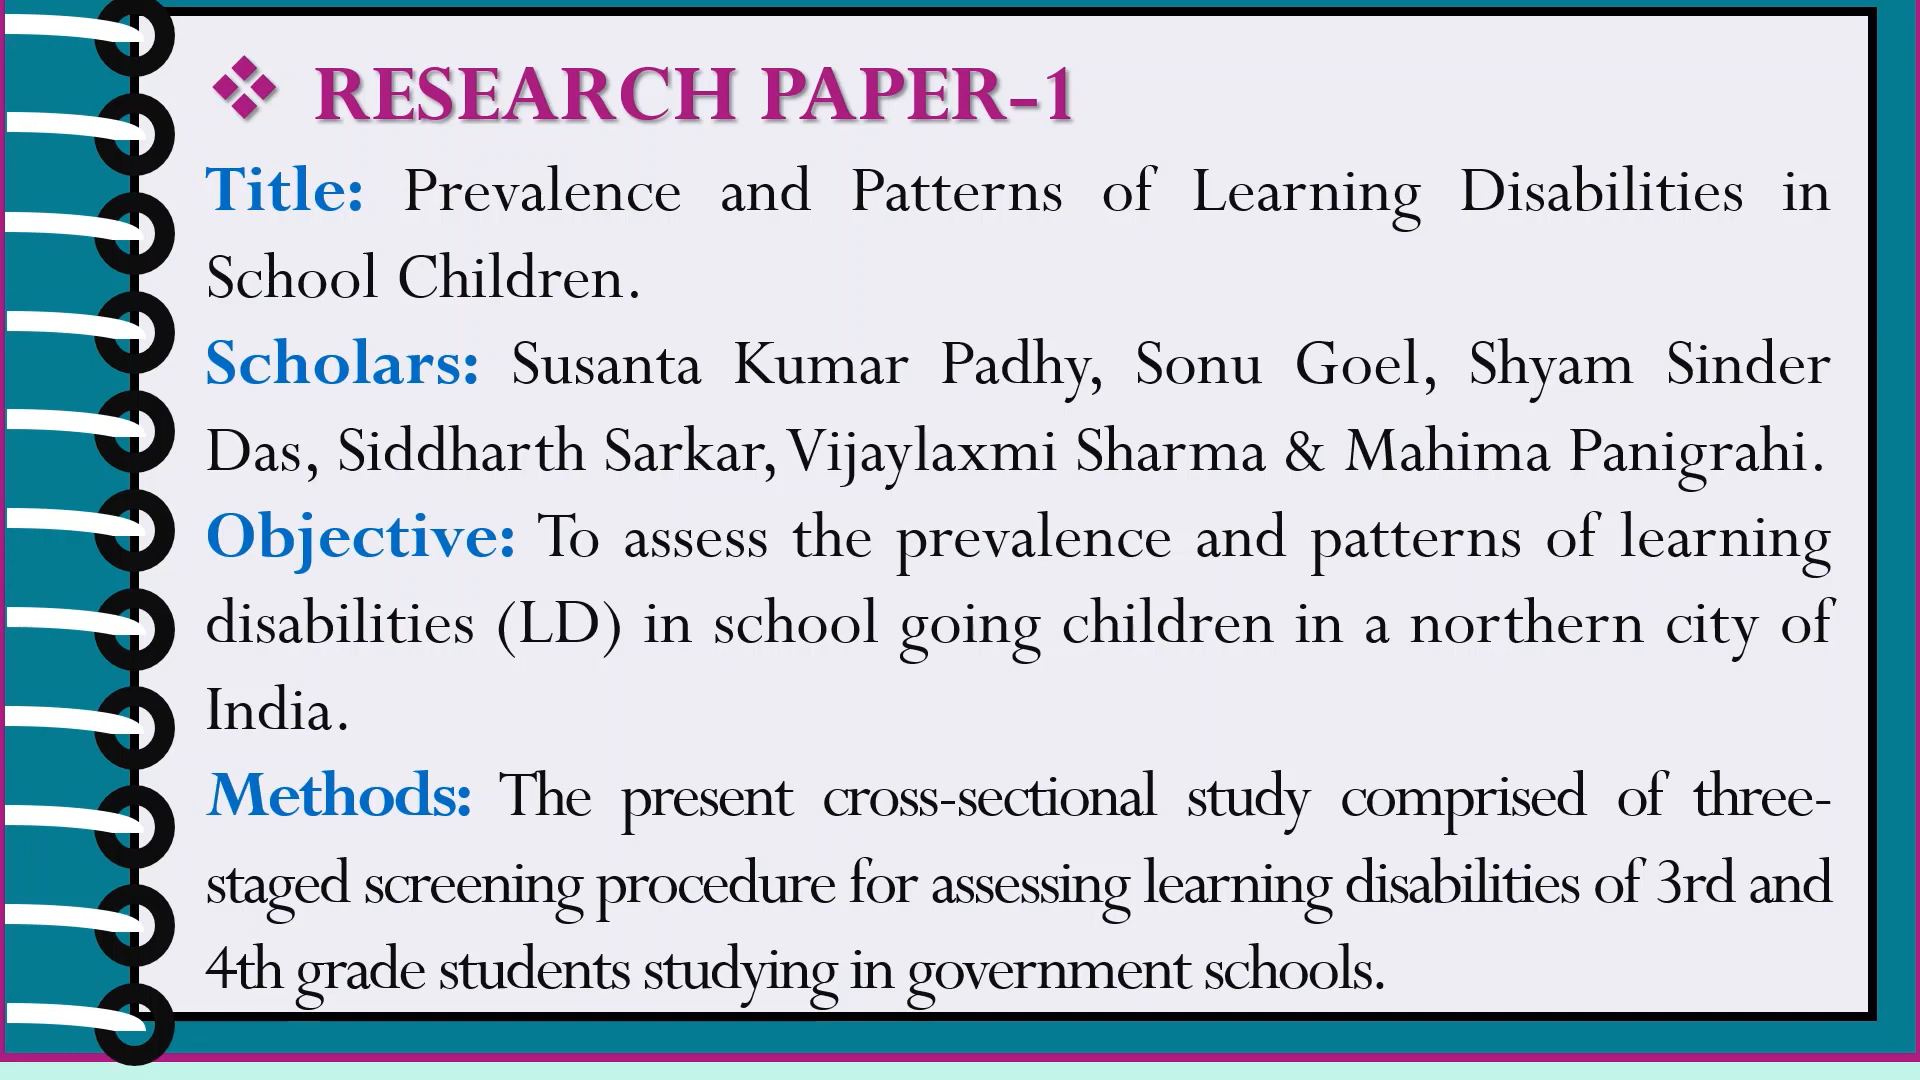 ❖ RESEARCH PAPER-1
Title: Prevalence and Patterns of Learning Disabilities in
School Children.
Scholars: Susanta Kumar Padhy, Sonu Goel, Shyam Sinder
Das, Siddharth Sarkar, Vijaylaxmi Sharma & Mahima Panigrahi.
Objective: To assess the prevalence and patterns of learning
disabilities (LD) in school going children in a northern city of
India.
Methods: The present cross-sectional study comprised of three-
staged screening procedure for assessing learning disabilities of 3rd and
4th grade students studying in government schools.